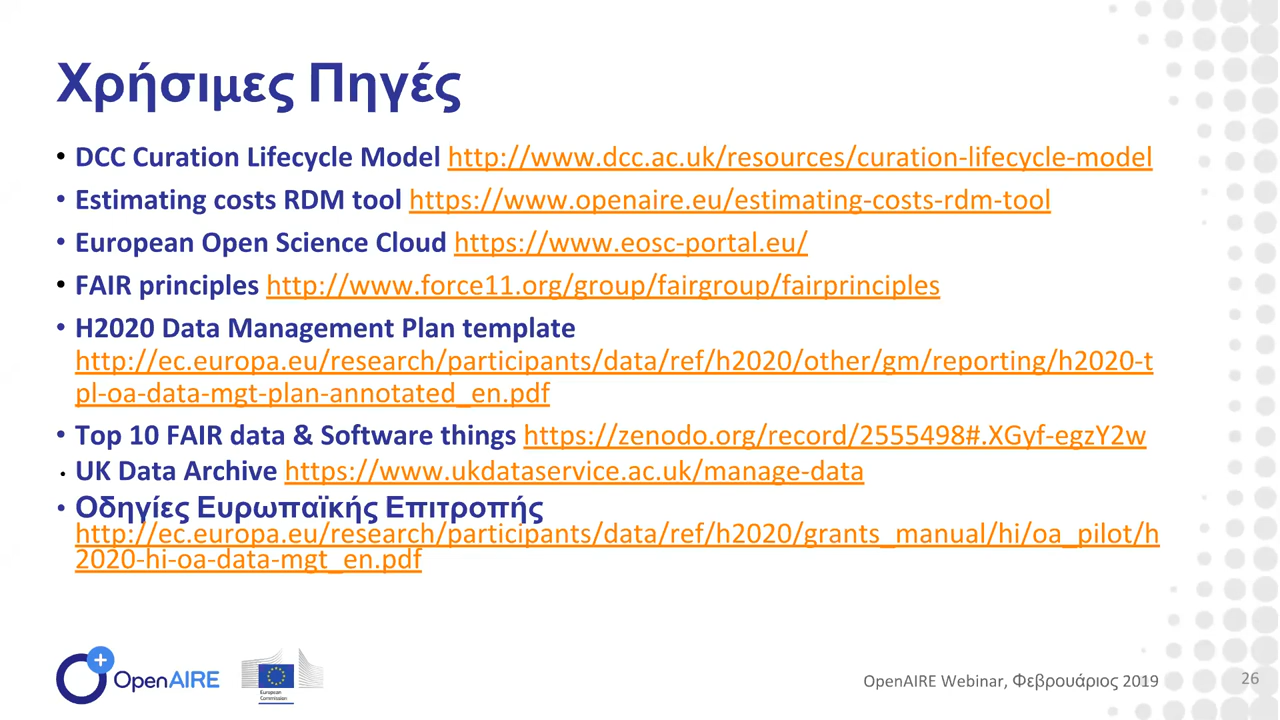 Χρήσιμες Πηγές
• DCC Curation Lifecycle Model http://www.dcc.ac.uk/resources/curation-lifecycle-model
• Estimating costs RDM tool https://www.openaire.eu/estimating-costs-rdm-tool
• European Open Science Cloud https://www.eosc-portal.eu/
• FAIR principles http://www.force11.org/group/fairgroup/fairprinciples
• H2020 Data Management Plan template
http://ec.europa.eu/research/participants/data/ref/h2020/other/gm/reporting/h2020-t
pl-oa-data-mgt-plan-annotated_en.pdf
• Top 10 FAIR data & Software things https://zenodo.org/record/2555498#.XGyf-egzY2w
• UK Data Archive https://www.ukdataservice.ac.uk/manage-data
• Οδηγίες Ευρωπαϊκής Επιτροπής
http://ec.europa.eu/research/participants/data/ref/h2020/grants_manual/hi/oa_pilot/h
2020-hi-oa-data-mgt_en.pdf
OpenAIRE
European
Commission
OpenAIRE Webinar, Φεβρουάριος 2019
26